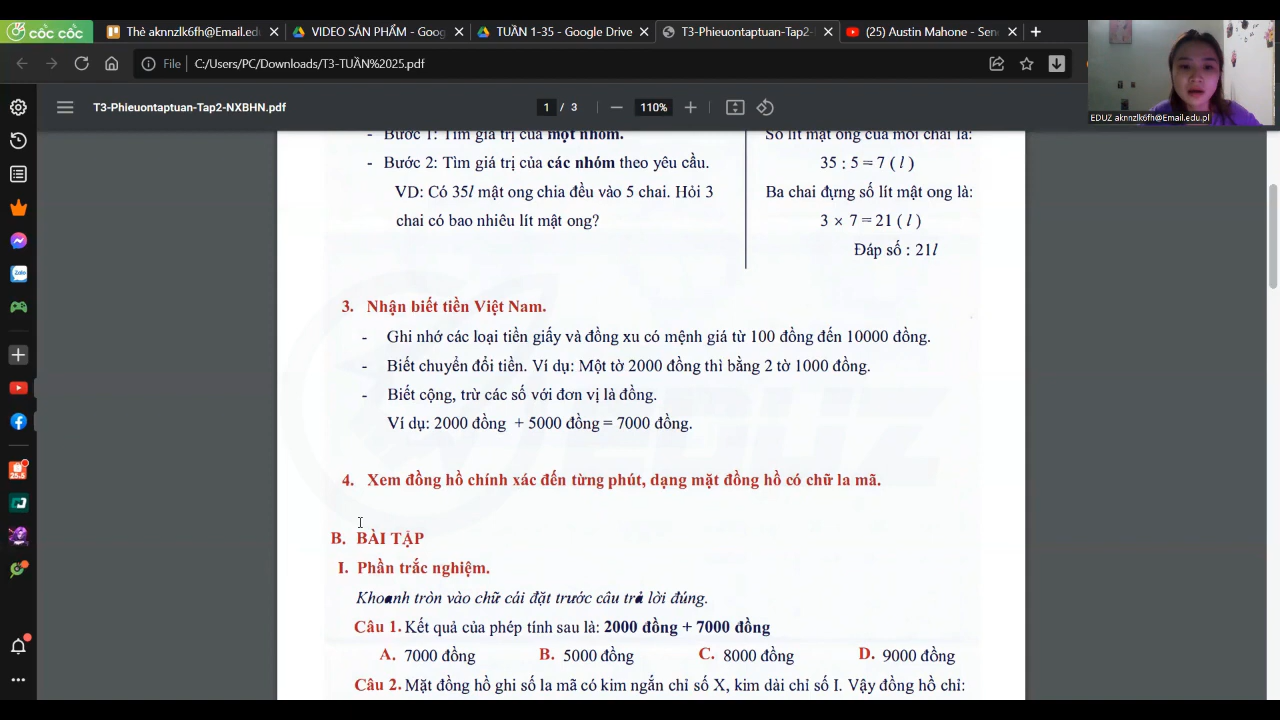 cốc cốc
Thẻ aknnzlk6fh@Email.edu
VIDEO SẢN PHẨM - Goog
TUẦN 1-35 - Google Drive
T3-Phieuontaptuan-Tap2-
(25) Austin Mahone - Sen
File
C:/Users/PC/Downloads/T3-TUẦN%2025.pdf
T3-Phieuontaptuan-Tap2-NXBHN.pdf
1 / 3
110%
EDUZ aknnzlk6fh@Email.edu.pl
- Bước 1: Tìm giá trị của một nhóm.
- Bước 2: Tìm giá trị của các nhóm theo yêu cầu.
VD: Có 35l mật ong chia đều vào 5 chai. Hỏi 3
chai có bao nhiêu lít mật ong?
Số lít mật ong của mỗi chai là:
35 : 5 = 7 ( l )
Ba chai đựng số lít mật ong là:
3 × 7 = 21 ( l )
Đáp số : 21l
3. Nhận biết tiền Việt Nam.
- Ghi nhớ các loại tiền giấy và đồng xu có mệnh giá từ 100 đồng đến 10000 đồng.
- Biết chuyển đổi tiền. Ví dụ: Một tờ 2000 đồng thì bằng 2 tờ 1000 đồng.
- Biết cộng, trừ các số với đơn vị là đồng.
Ví dụ: 2000 đồng + 5000 đồng = 7000 đồng.
4. Xem đồng hồ chính xác đến từng phút, dạng mặt đồng hồ có chữ la mã.
B. BÀI TẬP
I. Phần trắc nghiệm.
Khoanh tròn vào chữ cái đặt trước câu trả lời đúng.
Câu 1. Kết quả của phép tính sau là: 2000 đồng + 7000 đồng
A. 7000 đồng B. 5000 đồng C. 8000 đồng D. 9000 đồng
Câu 2. Mặt đồng hồ ghi số la mã có kim ngắn chỉ số X, kim dài chỉ số I. Vậy đồng hồ chỉ:
EDUZ
Zalo
25.5